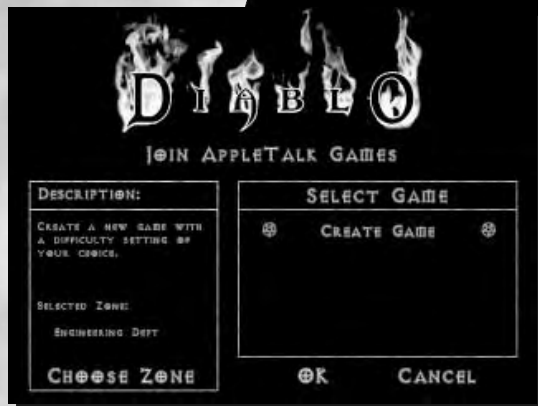 DIABLO
JOIN APPLETALK GAMES
DESCRIPTION:
CREATE A NEW GAME WITH
A DIFFICULTY SETTING OF
YOUR CHOICE.
SELECTED ZONE:
ENGINEERING DEPT
CHOOSE ZONE
SELECT GAME
CREATE GAME
OK
CANCEL